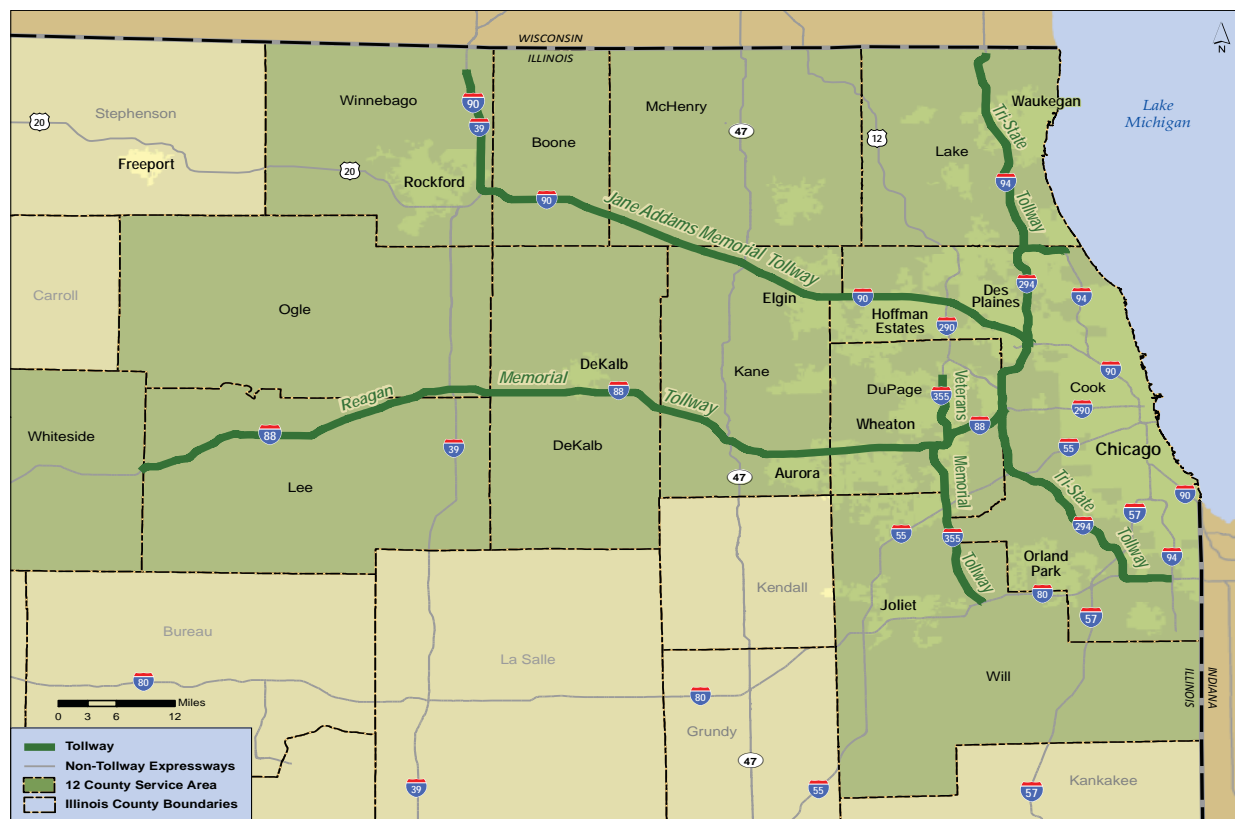 WISCONSIN
ILLINOIS
N
Lake
Michigan
Stephenson
20
Freeport
20
Winnebago
90
39
Rockford
Boone
90
McHenry
47
12
Lake
Waukegan
Tri-State
94
Tollway
Jane Addams Memorial Tollway
Carroll
Ogle
Elgin
90
Hoffman
Estates
290
Des
Plaines
294
94
DeKalb
88
Kane
DuPage
355
Veterans
Cook
90
290
Reagan
Memorial
Tollway
Whiteside
88
39
Lee
DeKalb
Wheaton
88
55
Chicago
Aurora
47
Memorial
Tri-State
90
57
294
55
355
Tollway
Orland
Park
Tollway
94
Kendall
Joliet
80
57
Bureau
La Salle
Will
80
80
Grundy
ILLINOIS
INDIANA
47
39
55
57
Kankakee
Miles
0 3 6 12
Tollway
Non-Tollway Expressways
12 County Service Area
Illinois County Boundaries